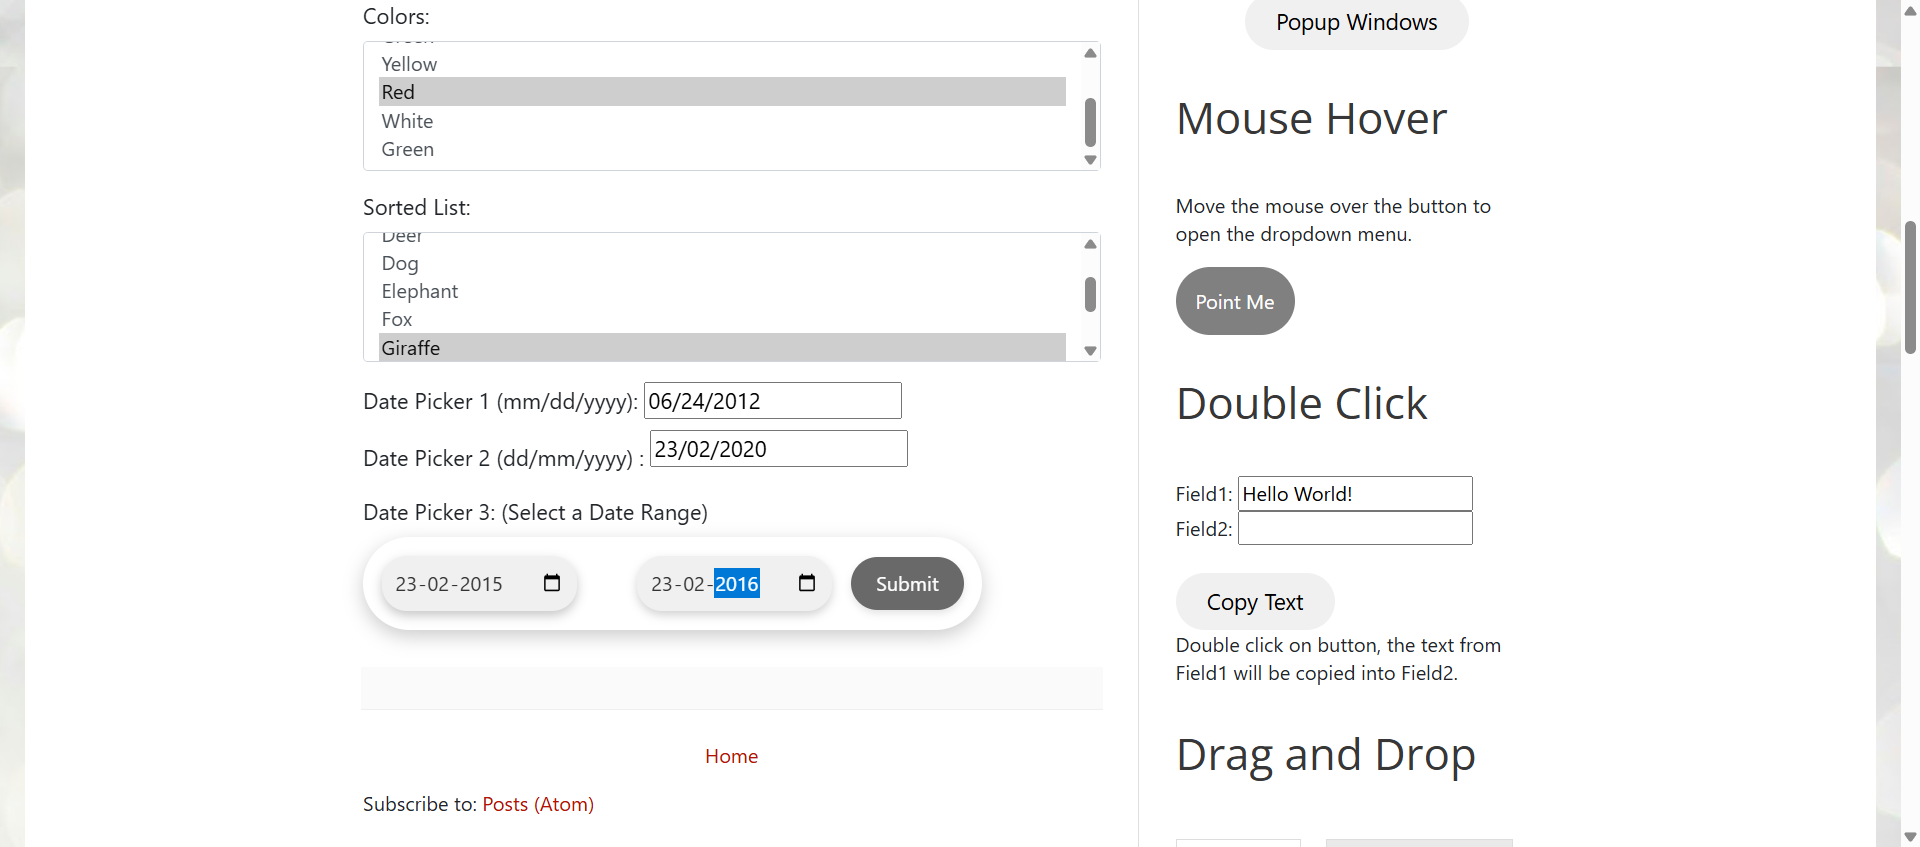 Colors:
Yellow
Red
White
Green
Sorted List:
Deer
Dog
Elephant
Fox
Giraffe
Date Picker 1 (mm/dd/yyyy): 06/24/2012
Date Picker 2 (dd/mm/yyyy) : 23/02/2020
Date Picker 3: (Select a Date Range)
23-02-2015 23-02-2016 Submit
Home
Subscribe to: Posts (Atom)
Popup Windows
Mouse Hover
Move the mouse over the button to
open the dropdown menu.
Point Me
Double Click
Field1: Hello World!
Field2:
Copy Text
Double click on button, the text from
Field1 will be copied into Field2.
Drag and Drop